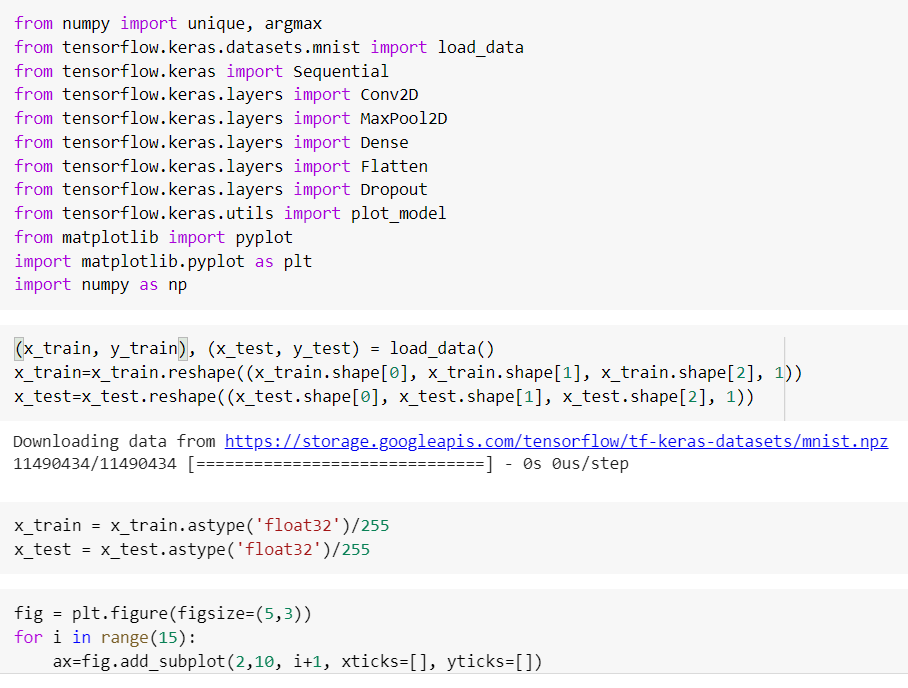 from numpy import unique, argmax
from tensorflow.keras.datasets.mnist import load_data
from tensorflow.keras import Sequential
from tensorflow.keras.layers import Conv2D
from tensorflow.keras.layers import MaxPool2D
from tensorflow.keras.layers import Dense
from tensorflow.keras.layers import Flatten
from tensorflow.keras.layers import Dropout
from tensorflow.keras.utils import plot_model
from matplotlib import pyplot
import matplotlib.pyplot as plt
import numpy as np
(x_train, y_train), (x_test, y_test) = load_data()
x_train=x_train.reshape((x_train.shape[0], x_train.shape[1], x_train.shape[2], 1))
x_test=x_test.reshape((x_test.shape[0], x_test.shape[1], x_test.shape[2], 1))
Downloading data from https://storage.googleapis.com/tensorflow/tf-keras-datasets/mnist.npz
11490434/11490434 [==============================] - 0s 0us/step
x_train = x_train.astype('float32')/255
x_test = x_test.astype('float32')/255
fig = plt.figure(figsize=(5,3))
for i in range(15):
    ax=fig.add_subplot(2,10, i+1, xticks=[], yticks=[])